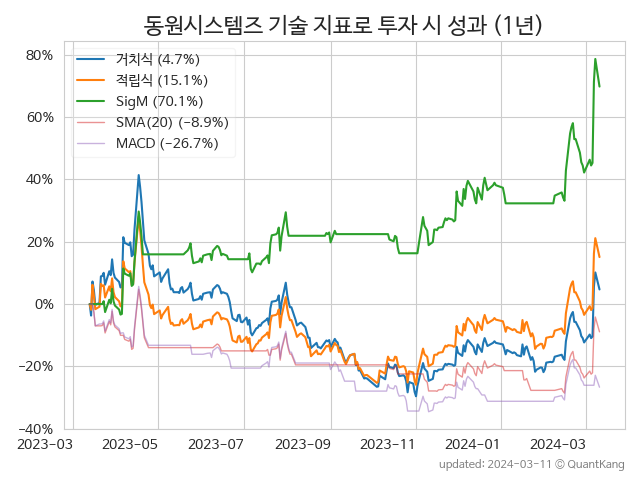 동원시스템즈 기술 지표로 투자 시 성과 (1년)
거치식 (4.7%)
적립식 (15.1%)
SigM (70.1%)
SMA(20) (−8.9%)
MACD (−26.7%)
80%
60%
40%
20%
0%
−20%
−40%
2023-03 2023-05 2023-07 2023-09 2023-11 2024-01 2024-03
updated: 2024-03-11 © QuantKang